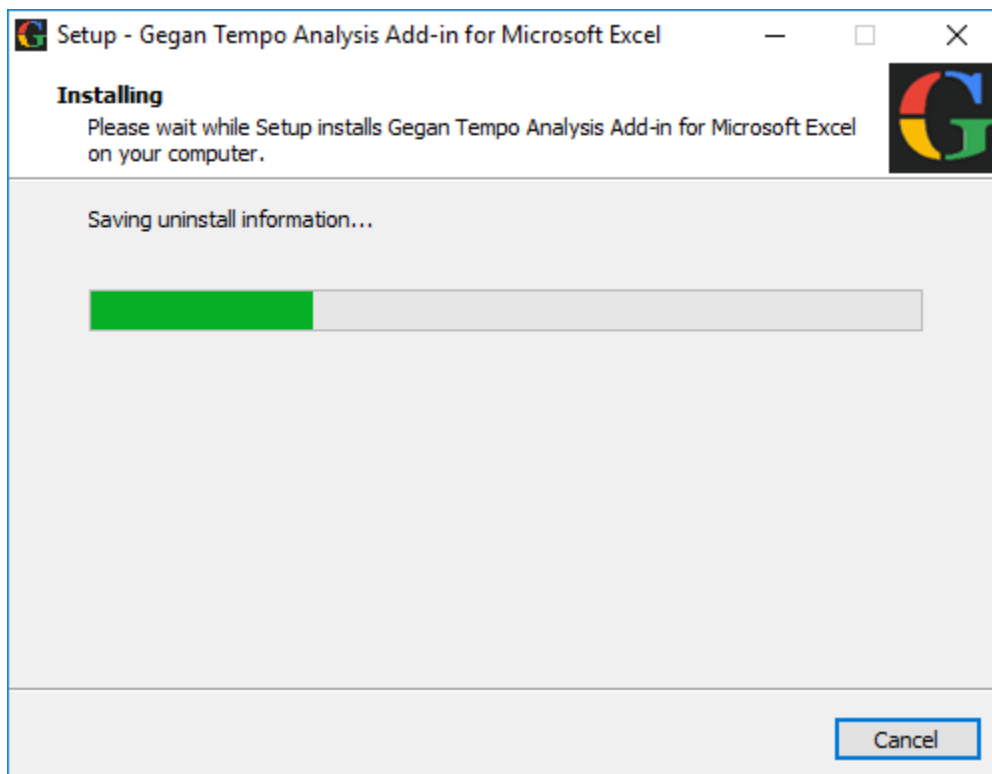 Setup - Gegan Tempo Analysis Add-in for Microsoft Excel
Installing
Please wait while Setup installs Gegan Tempo Analysis Add-in for Microsoft Excel
on your computer.
Saving uninstall information...
Cancel